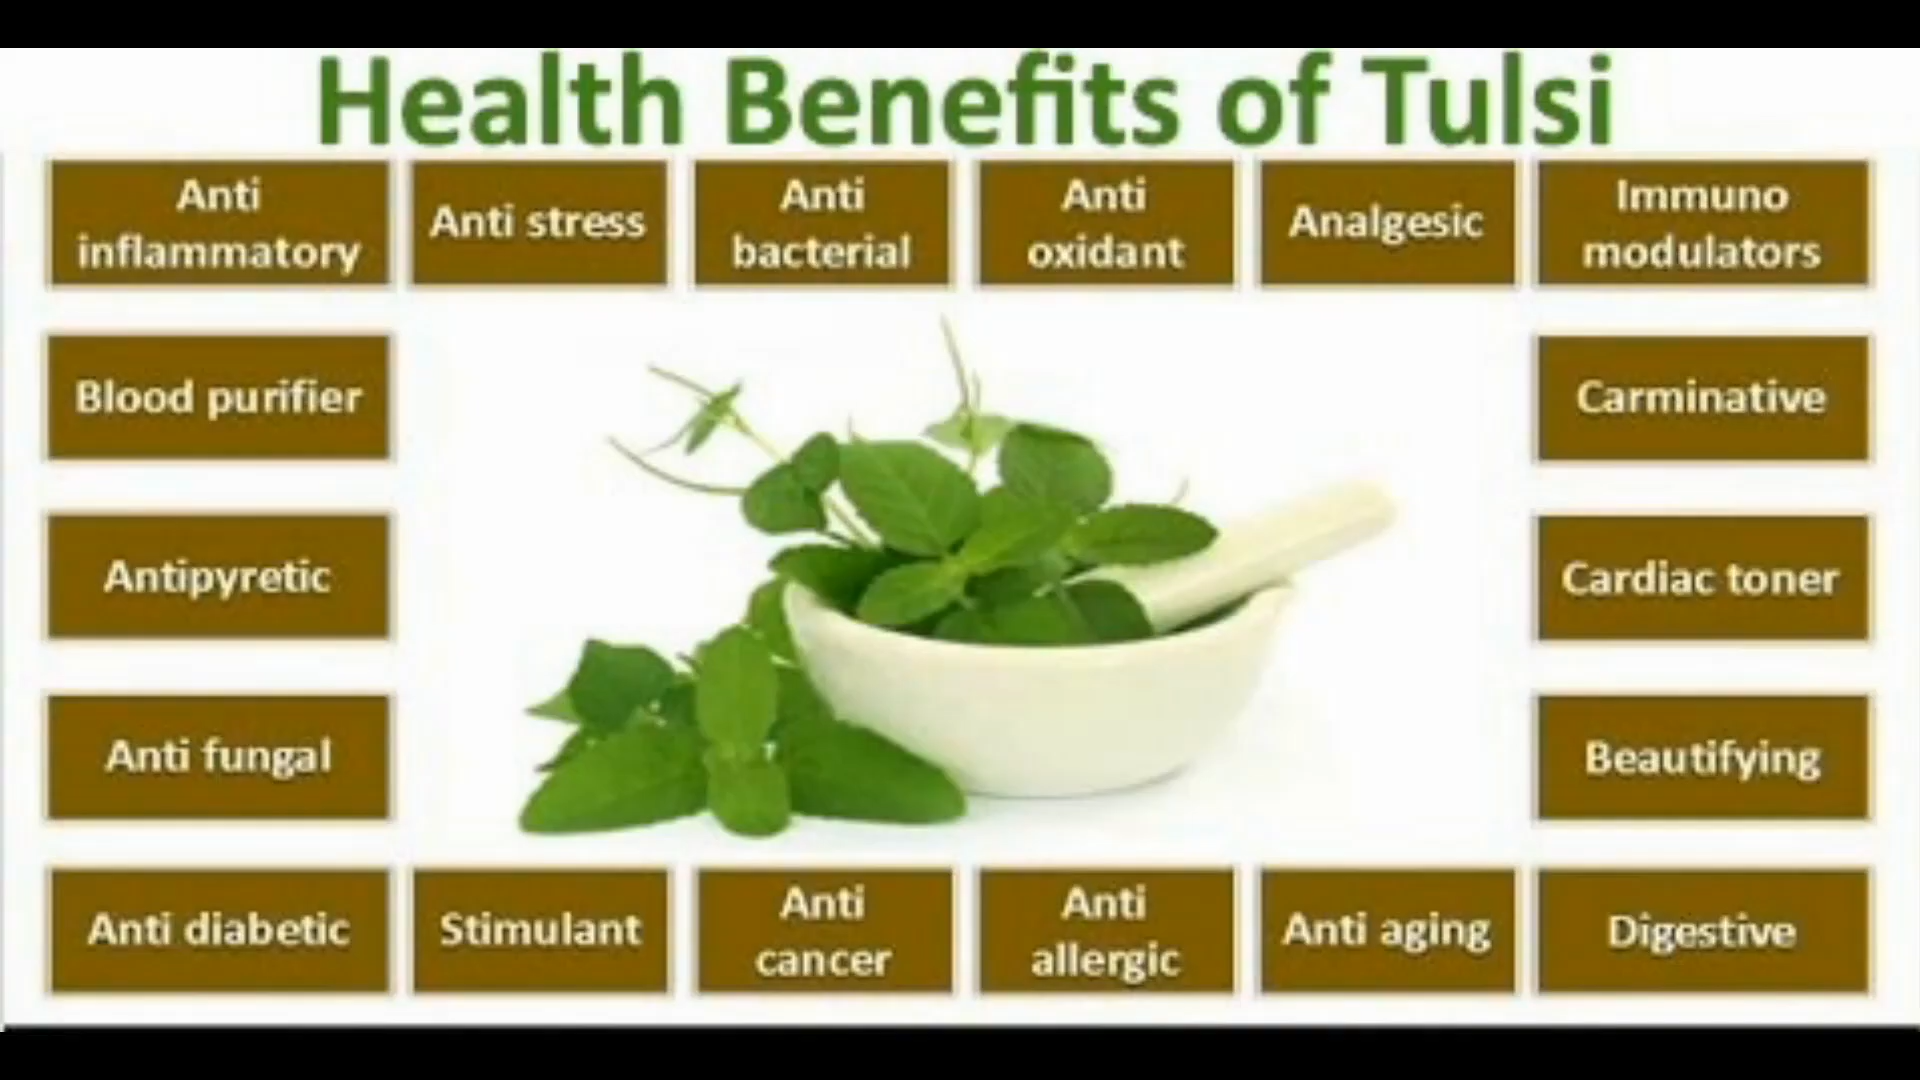 Health Benefits of Tulsi
Anti
inflammatory
Anti stress
Anti
bacterial
Anti
oxidant
Analgesic
Immuno
modulators
Blood purifier
Carminative
Antipyretic
Cardiac toner
Anti fungal
Beautifying
Anti diabetic
Stimulant
Anti
cancer
Anti
allergic
Anti aging
Digestive